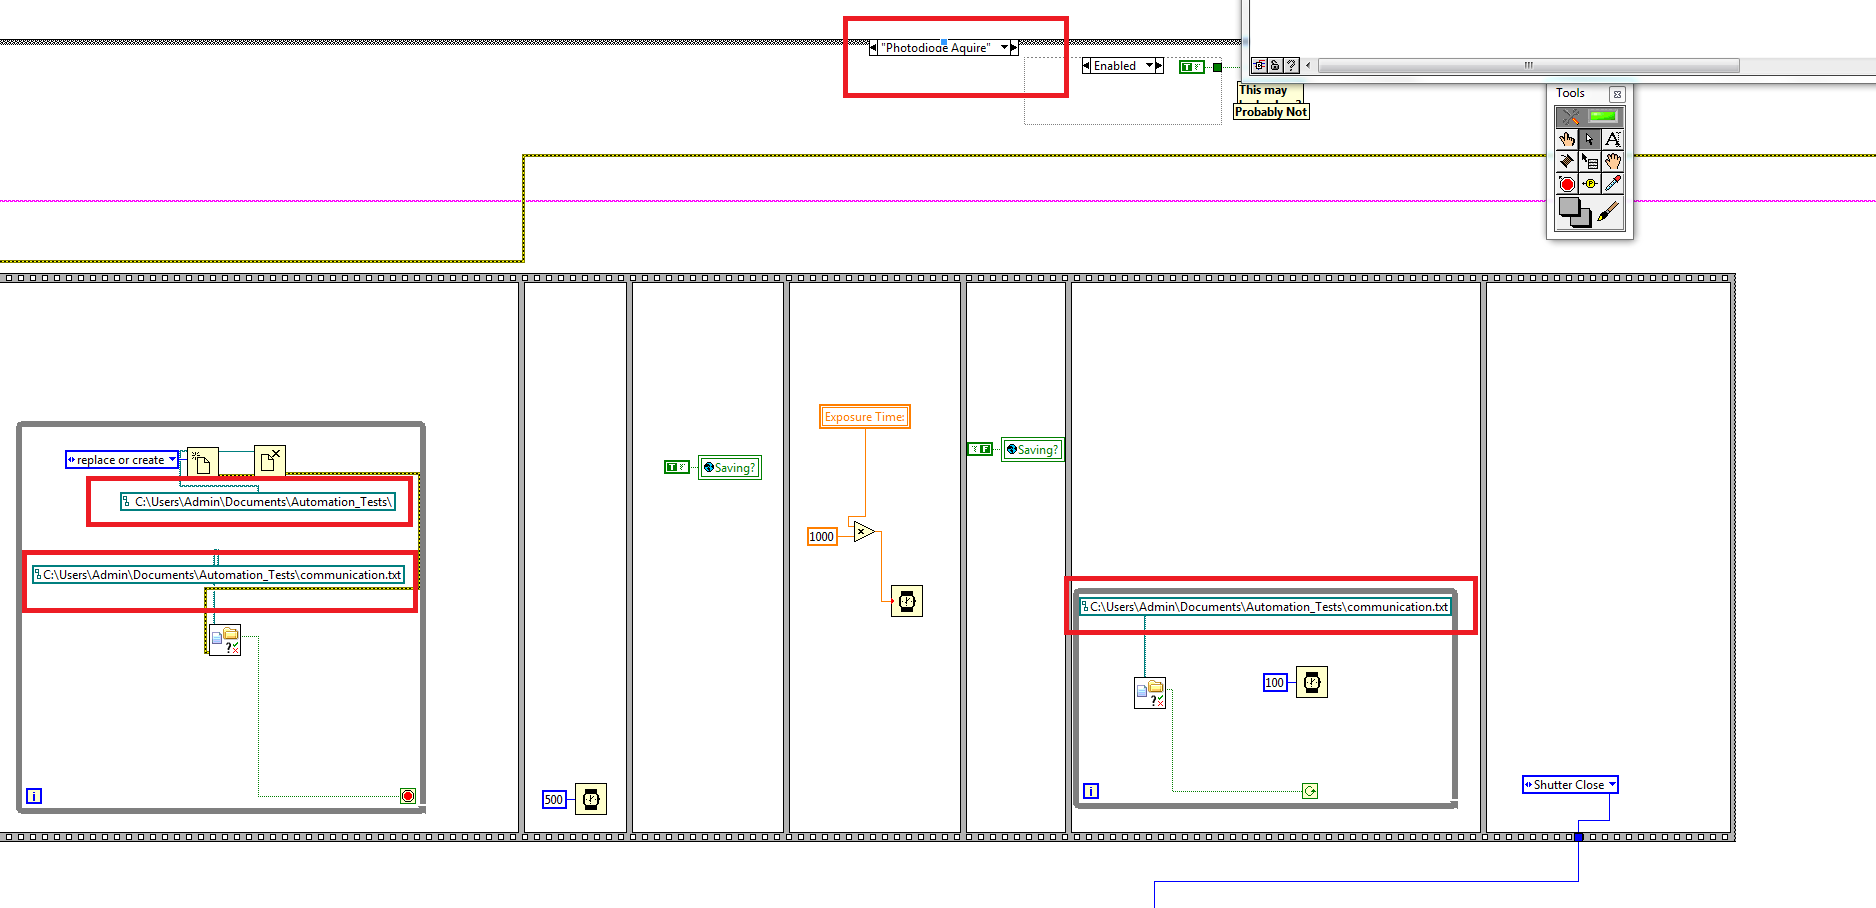 "Photodiode Aquire"
Enabled
T F
This may
Probably Not
Tools
replace or create
C:\Users\Admin\Documents\Automation_Tests\
C:\Users\Admin\Documents\Automation_Tests\communication.txt
i
500
T F
Saving?
Exposure Time:
1000
x
T F
Saving?
C:\Users\Admin\Documents\Automation_Tests\communication.txt
100
i
Shutter Close